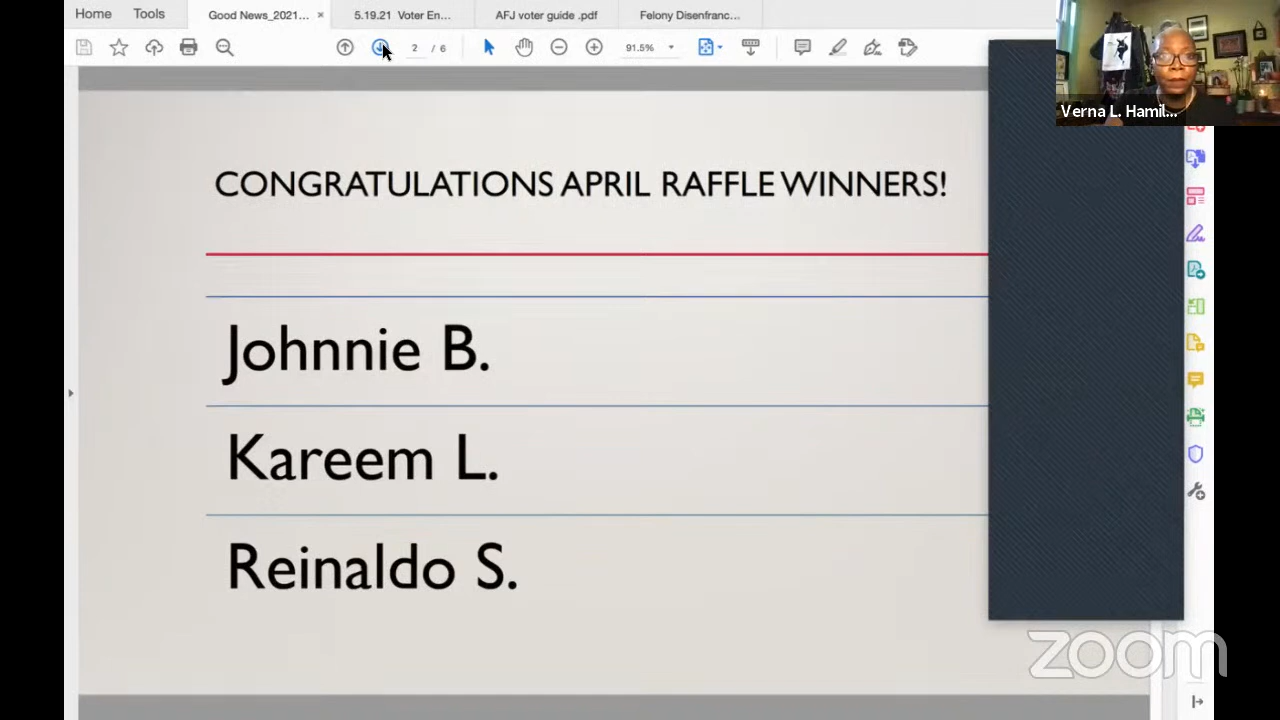 Home Tools Good News_2021... × 5.19.21 Voter En... AFJ voter guide .pdf Felony Disenfranc...
2 / 6 91.5%
Verna L. Hamil...
CONGRATULATIONS APRIL RAFFLE WINNERS!
Johnnie B.
Kareem L.
Reinaldo S.
zoom